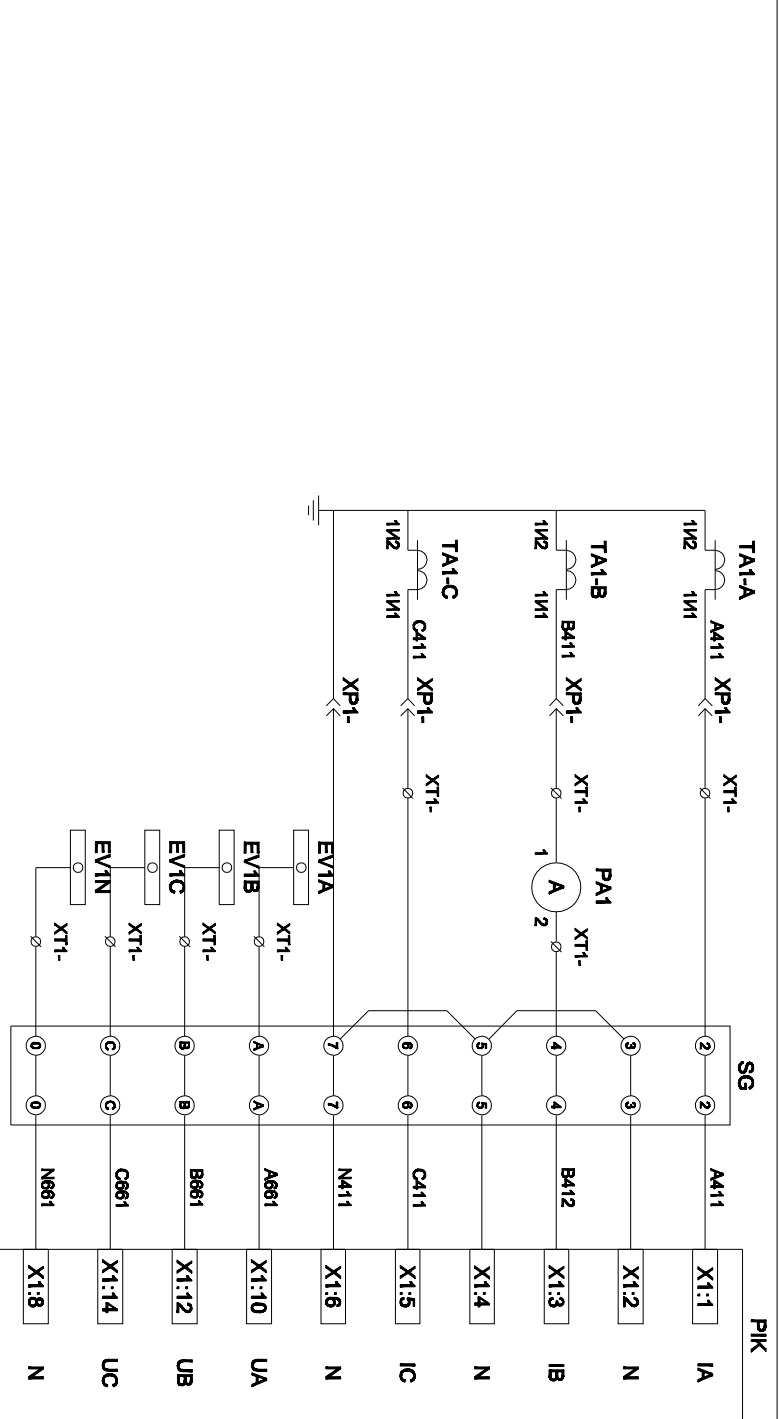 PIK
TA1-A
SG
XT1-
A411
XP1-
A411
1И2
1И1
2
2
X1:1
IA
3
3
X1:2
N
TA1-B
PA1
XT1-
XT1-
B411
XP1-
B412
1И2
1И1
1
A
2
4
4
X1:3
IB
5
5
X1:4
N
TA1-C
XT1-
C411
XP1-
C411
1И2
1И1
6
6
X1:5
IC
XP1-
N411
7
7
X1:6
N
EV1A
XT1-
A661
A
A
X1:10
UA
EV1B
XT1-
B661
B
B
X1:12
UB
EV1C
XT1-
C661
C
C
X1:14
UC
EV1N
XT1-
N661
0
0
X1:8
N